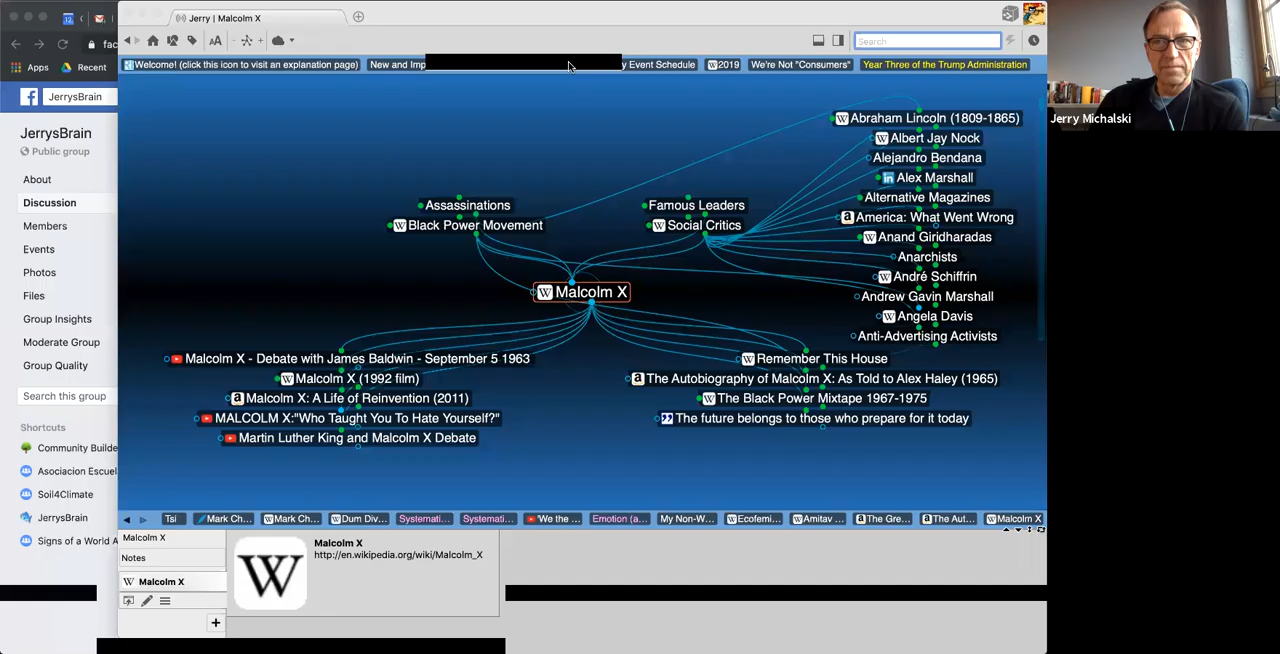 12
Jerry | Malcolm X
fac
AA
Search
Apps
Recent
Welcome! (click this icon to visit an explanation page)
New and Imp
y Event Schedule
2019
We're Not "Consumers"
Year Three of the Trump Administration
JerrysBrain
JerrysBrain
Public group
About
Discussion
Members
Events
Photos
Files
Group Insights
Moderate Group
Group Quality
Search this group
Shortcuts
Community Builde
Asociacion Escuel
Soil4Climate
JerrysBrain
Signs of a World A
Abraham Lincoln (1809-1865)
Albert Jay Nock
Alejandro Bendana
Alex Marshall
Alternative Magazines
America: What Went Wrong
Anand Giridharadas
Anarchists
André Schiffrin
Andrew Gavin Marshall
Angela Davis
Anti-Advertising Activists
Assassinations
Black Power Movement
Famous Leaders
Social Critics
Malcolm X
Malcolm X - Debate with James Baldwin - September 5 1963
Malcolm X (1992 film)
Malcolm X: A Life of Reinvention (2011)
MALCOLM X:"Who Taught You To Hate Yourself?"
Martin Luther King and Malcolm X Debate
Remember This House
The Autobiography of Malcolm X: As Told to Alex Haley (1965)
The Black Power Mixtape 1967-1975
The future belongs to those who prepare for it today
Tsi
Mark Ch...
Mark Ch...
Dum Div...
Systemati...
Systemati...
'We the ...
Emotion (a...
My Non-W...
Ecofemi...
Amitav ...
The Gre...
The Aut...
Malcolm X
Malcolm X
Notes
Malcolm X
W
Malcolm X
http://en.wikipedia.org/wiki/Malcolm_X
Jerry Michalski